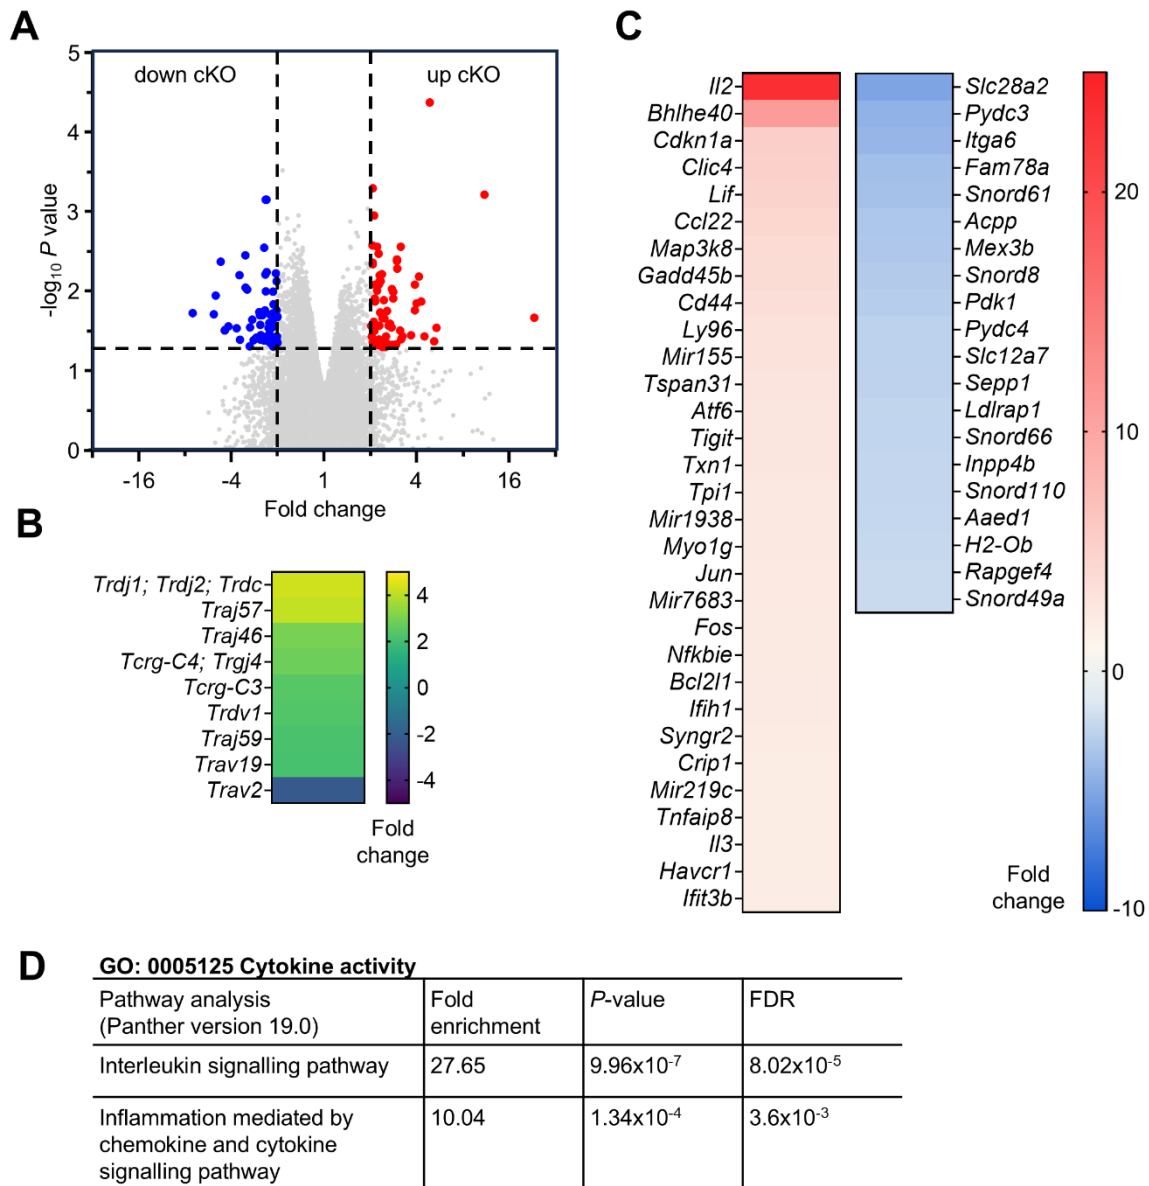 A
5
4
3
2
1
0
-log10 P value
down cKO
up cKO
-16
-4
1
4
16
Fold change
B
Trdj1; Trdj2; Trdc
Traj57
Traj46
Tcrg-C4; Trgj4
Tcrg-C3
Trdv1
Traj59
Trav19
Trav2
4
2
0
-2
-4
Fold
change
C
Il2
Bhlhe40
Cdkn1a
Clic4
Lif
Ccl22
Map3k8
Gadd45b
Cd44
Ly96
Mir155
Tspan31
Atf6
Tigit
Txn1
Tpi1
Mir1938
Myo1g
Jun
Mir7683
Fos
Nfkbie
Bcl2l1
Ifih1
Syngr2
Crip1
Mir219c
Tnfaip8
Il3
Havcr1
Ifit3b
Slc28a2
Pydc3
Itga6
Fam78a
Snord61
Acpp
Mex3b
Snord8
Pdk1
Pydc4
Slc12a7
Sepp1
Ldlrap1
Snord66
Inpp4b
Snord110
Aaed1
H2-Ob
Rapgef4
Snord49a
20
10
0
-10
Fold
change
D
GO: 0005125 Cytokine activity
Pathway analysis
(Panther version 19.0)
Fold
enrichment
P-value
FDR
Interleukin signalling pathway
27.65
9.96x10-7
8.02x10-5
Inflammation mediated by
chemokine and cytokine
signalling pathway
10.04
1.34x10-4
3.6x10-3